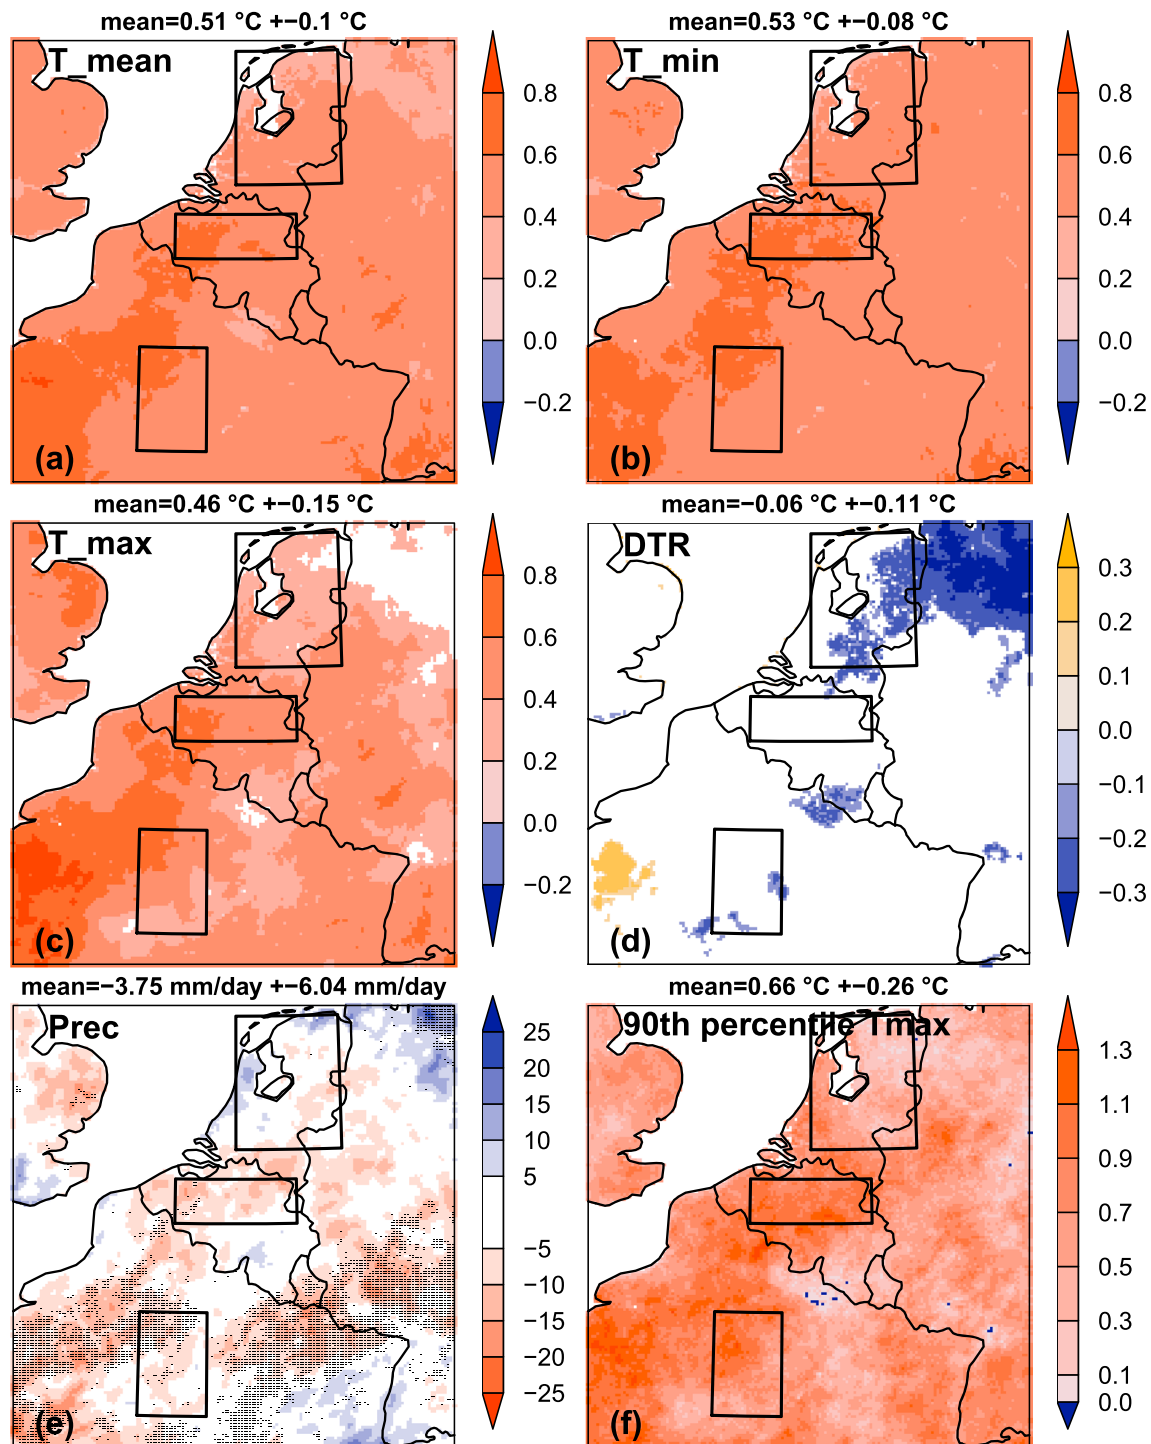 mean=0.51 °C +−0.1 °C
T_mean
0.8
0.6
0.4
0.2
0.0
−0.2
(a)
mean=0.53 °C +−0.08 °C
T_min
0.8
0.6
0.4
0.2
0.0
−0.2
(b)
mean=0.46 °C +−0.15 °C
T_max
0.8
0.6
0.4
0.2
0.0
−0.2
(c)
mean=−0.06 °C +−0.11 °C
DTR
0.3
0.2
0.1
0.0
−0.1
−0.2
−0.3
(d)
mean=−3.75 mm/day +−6.04 mm/day
Prec
25
20
15
10
5
−5
−10
−15
−20
−25
(e)
mean=0.66 °C +−0.26 °C
90th percentile Tmax
1.3
1.1
0.9
0.7
0.5
0.3
0.1
0.0
(f)